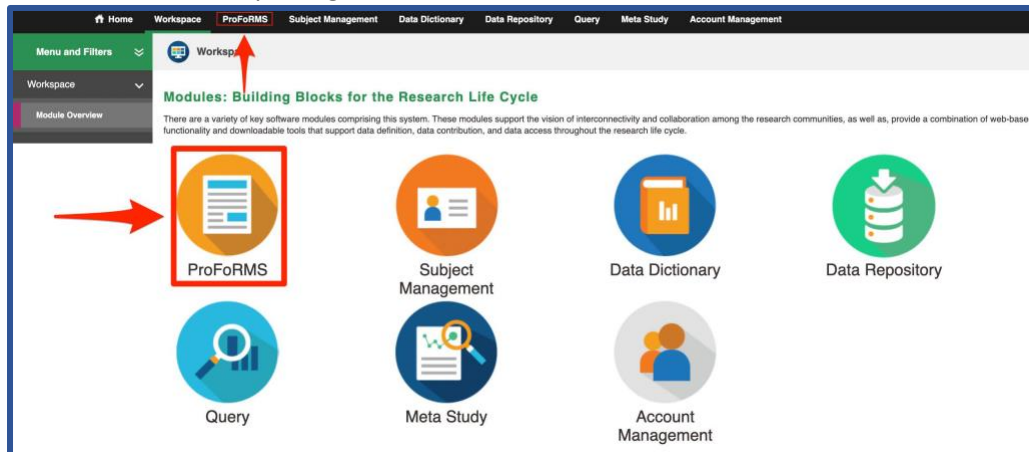 Home Workspace ProFoRMS Subject Management Data Dictionary Data Repository Query Meta Study Account Management
Menu and Filters
Workspace
Module Overview
Modules: Building Blocks for the Research Life Cycle
There are a variety of key software modules comprising this system. These modules support the vision of interconnectivity and collaboration among the research communities, as well as, provide a combination of web-base
functionality and downloadable tools that support data definition, data contribution, and data access throughout the research life cycle.
ProFoRMS
Subject
Management
Data Dictionary
Data Repository
Query
Meta Study
Account
Management